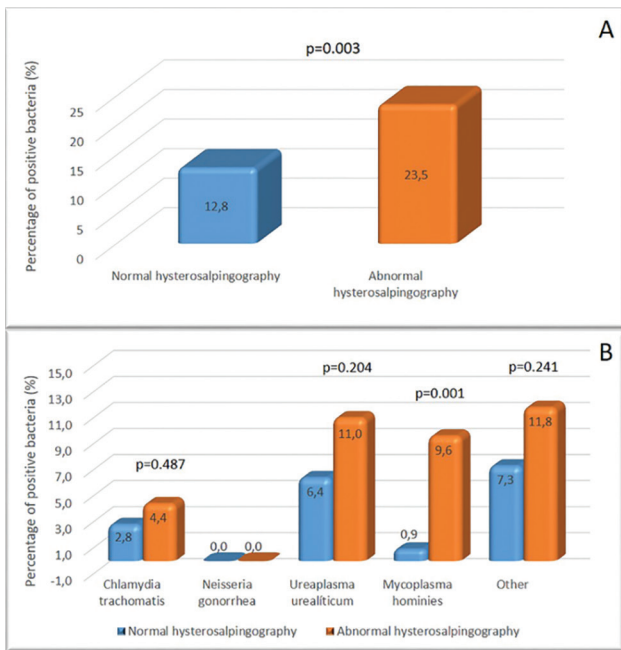 A
p=0.003
Percentage of positive bacteria (%)
25
20
15
10
5
0
12,8
23,5
Normal hysterosalpingography
Abnormal
hysterosalpingography
B
Percentage of positive bacteria (%)
15,0
13,0
11,0
9,0
7,0
5,0
3,0
1,0
-1,0
p=0.487
p=0.204
p=0.001
p=0.241
2,8
4,4
0,0
0,0
6,4
11,0
0,9
9,6
7,3
11,8
Chlamydia
trachomatis
Neisseria
gonorrhea
Ureaplasma
urealíticum
Mycoplasma
hominies
Other
Normal hysterosalpingography
Abnormal hysterosalpingography